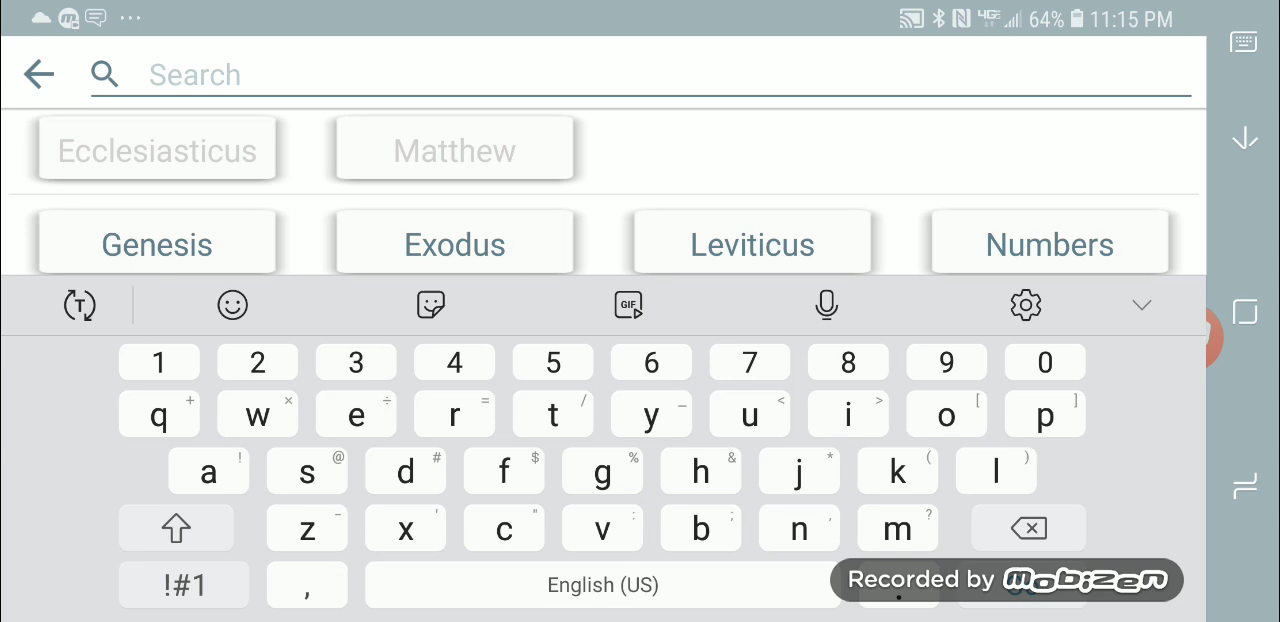 64% 11:15 PM
Search
Ecclesiasticus Matthew
Genesis Exodus Leviticus Numbers
T GIF
1 2 3 4 5 6 7 8 9 0
q + w × e ÷ r = t / y _ u < i > o [ p ]
a ! s @ d # f $ g % h & j * k ( l )
z - x ' c " v : b ; n , m ?
!#1 , English (US) .
Recorded by mobizen